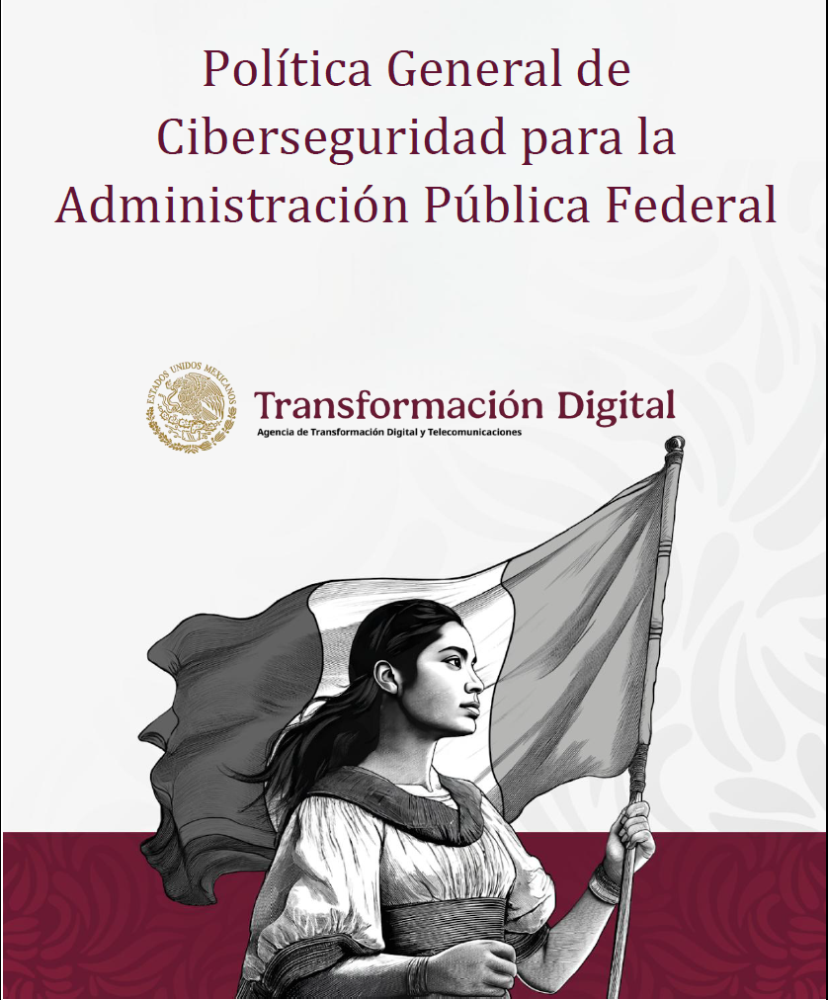 Política General de
Ciberseguridad para la
Administración Pública Federal
ESTADOS UNIDOS MEXICANOS
Transformación Digital
Agencia de Transformación Digital y Telecomunicaciones